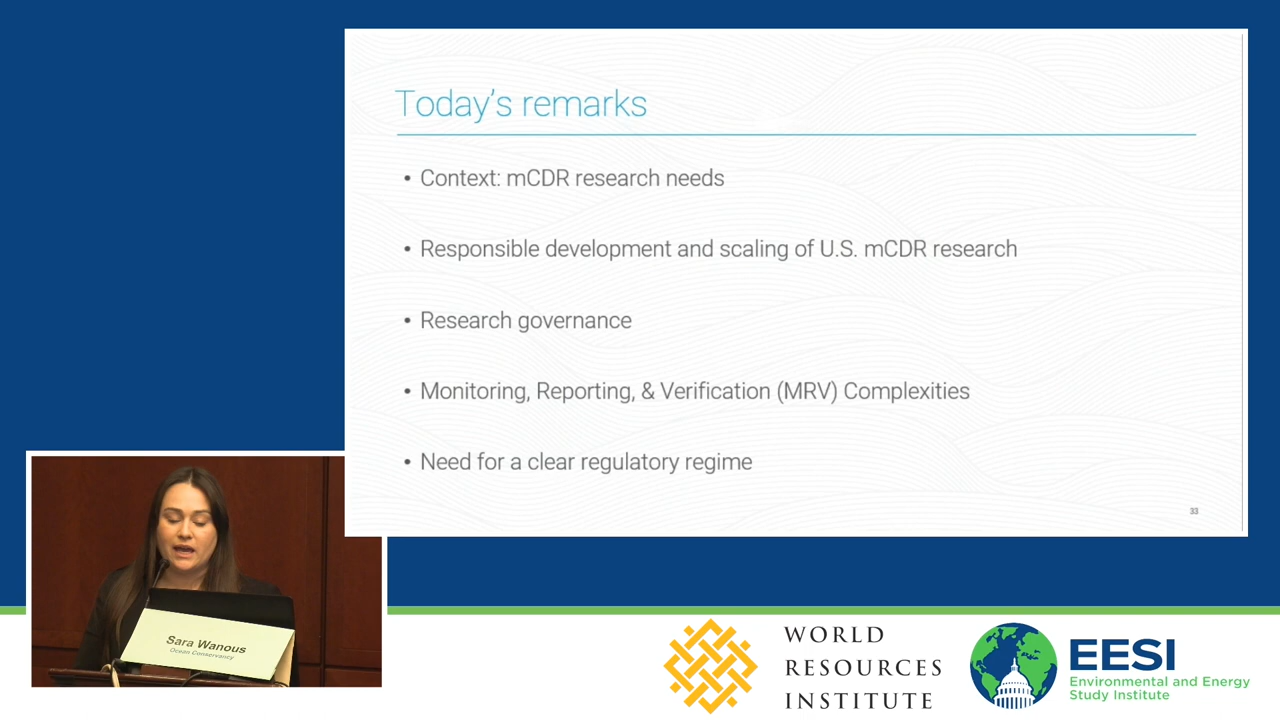 Today's remarks
• Context: mCDR research needs
• Responsible development and scaling of U.S. mCDR research
• Research governance
• Monitoring, Reporting, & Verification (MRV) Complexities
• Need for a clear regulatory regime
33
Sara Wanous
Ocean Conservancy
WORLD
RESOURCES
INSTITUTE
EESI
Environmental and Energy
Study Institute